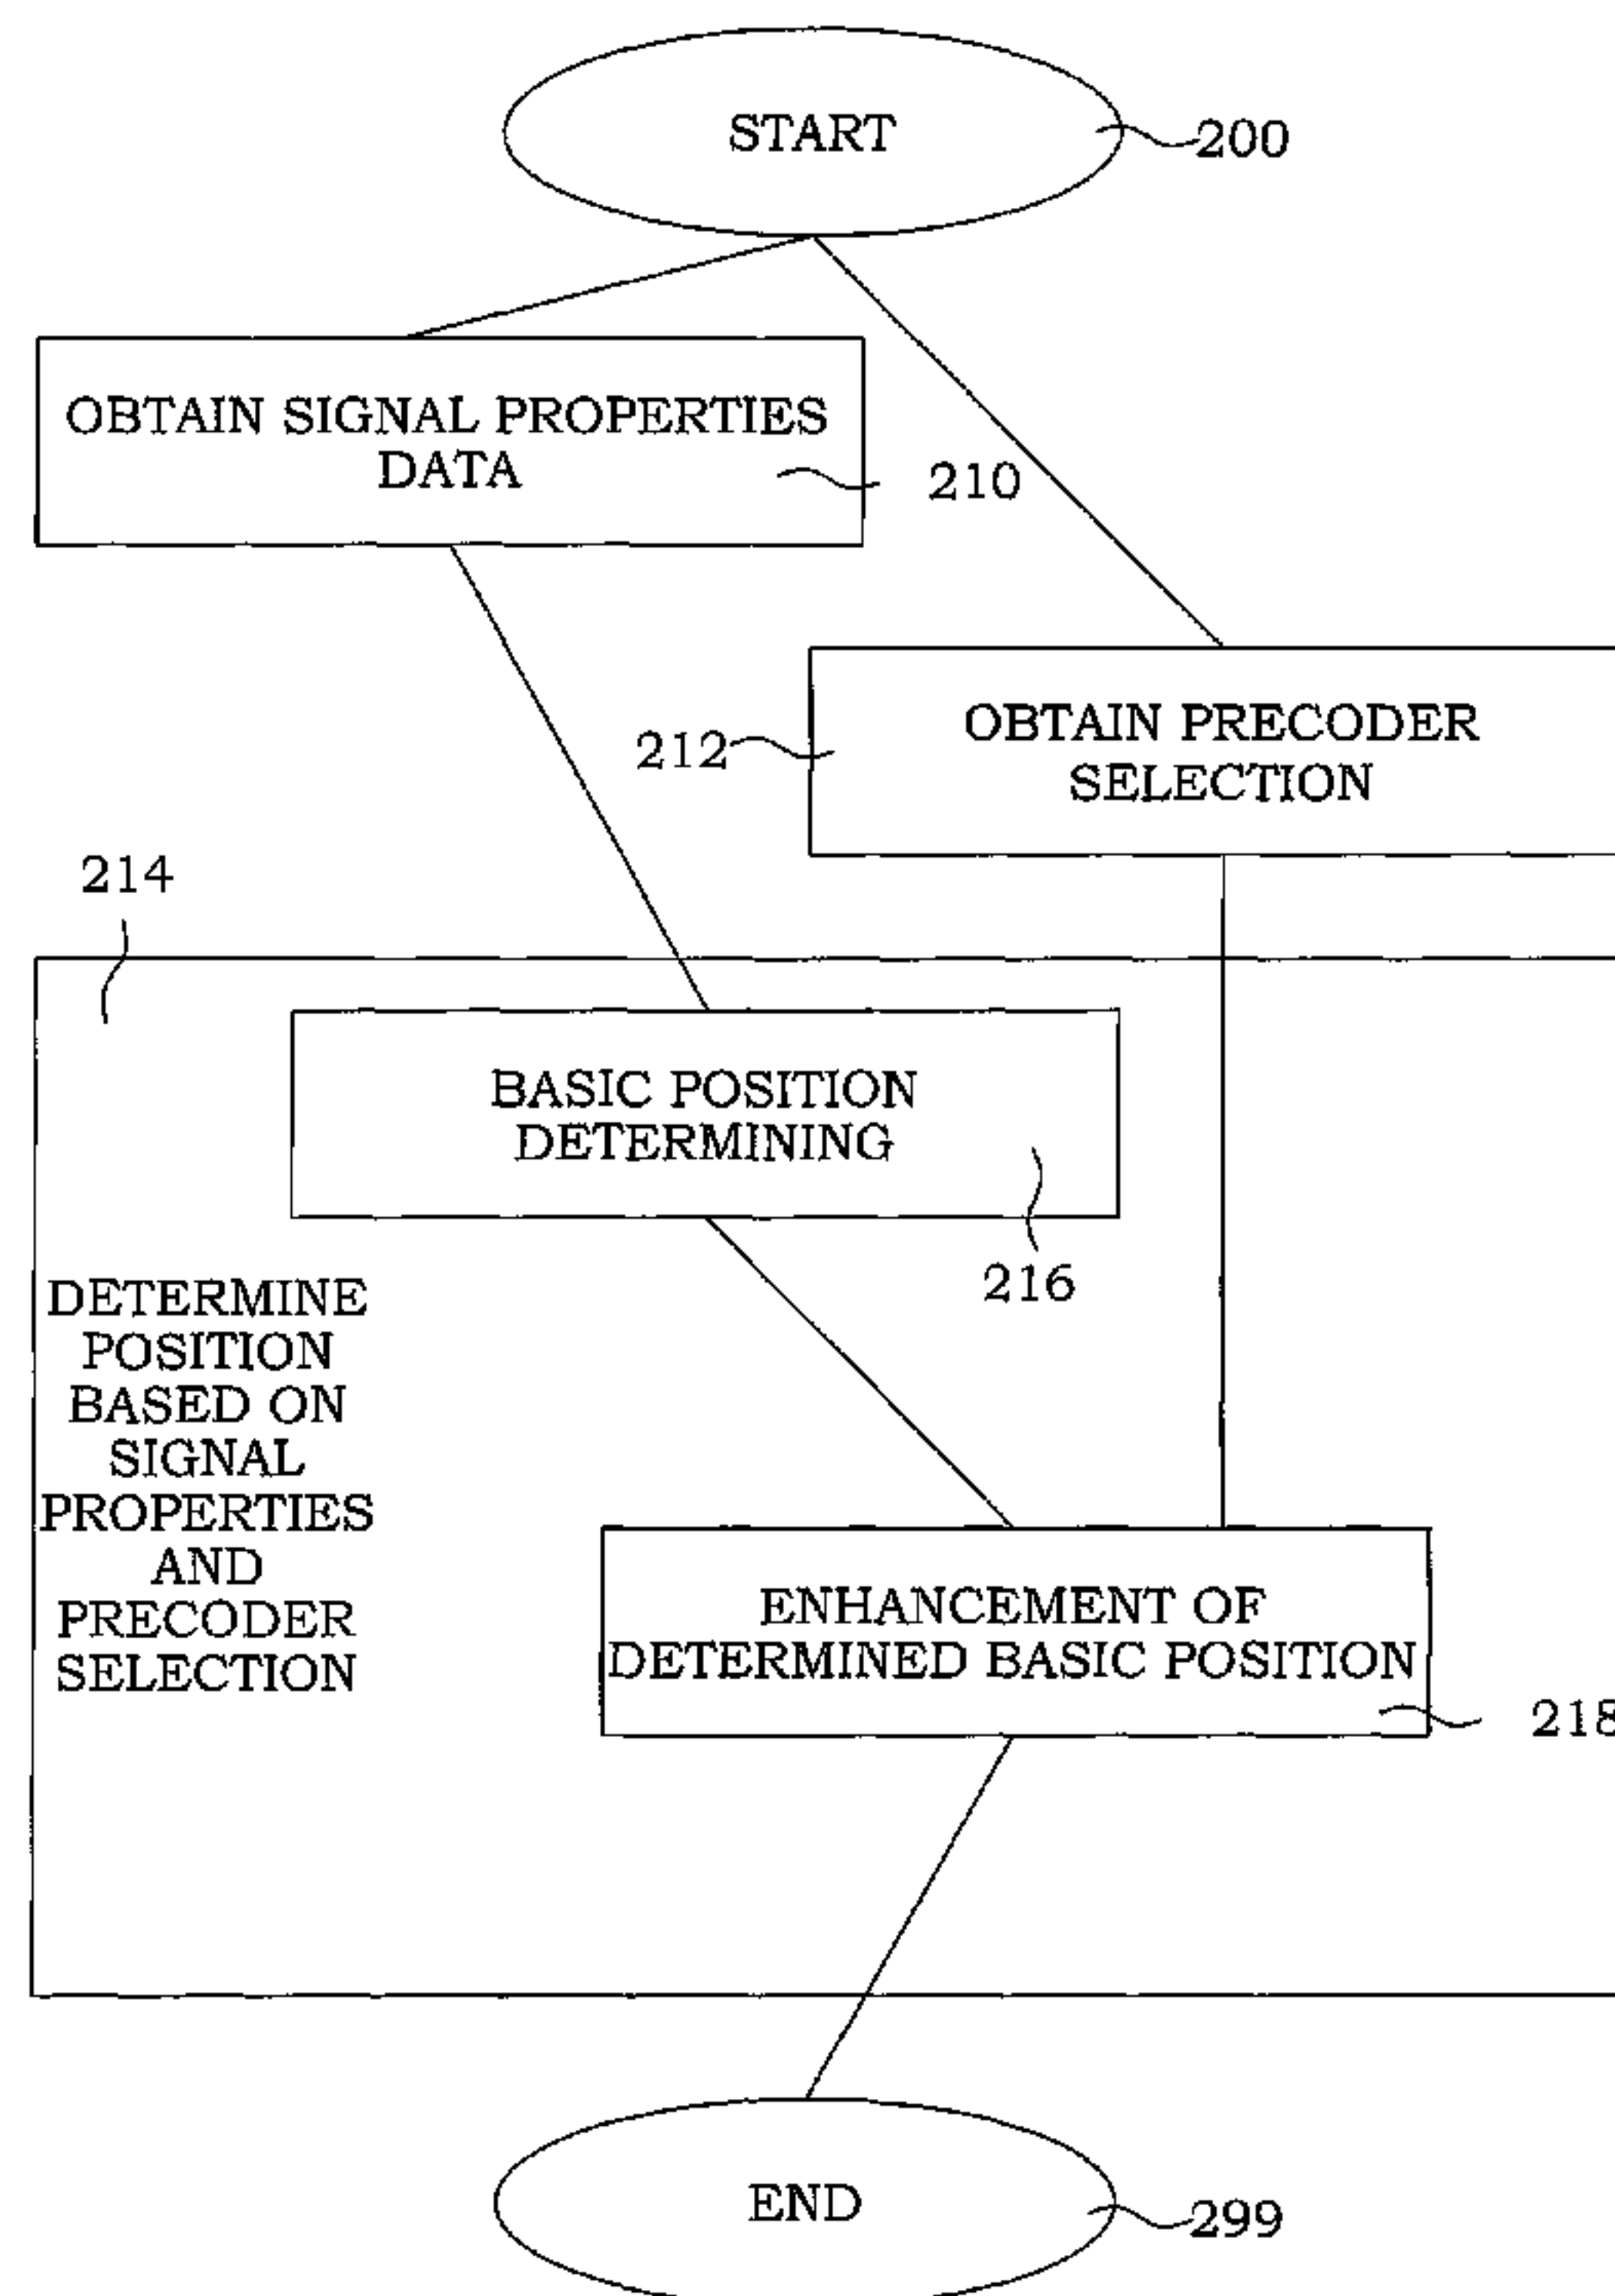 START
200
OBTAIN SIGNAL PROPERTIES
DATA
210
OBTAIN PRECODER
SELECTION
212
214
BASIC POSITION
DETERMINING
216
DETERMINE
POSITION
BASED ON
SIGNAL
PROPERTIES
AND
PRECODER
SELECTION
ENHANCEMENT OF
DETERMINED BASIC POSITION
218
END
299